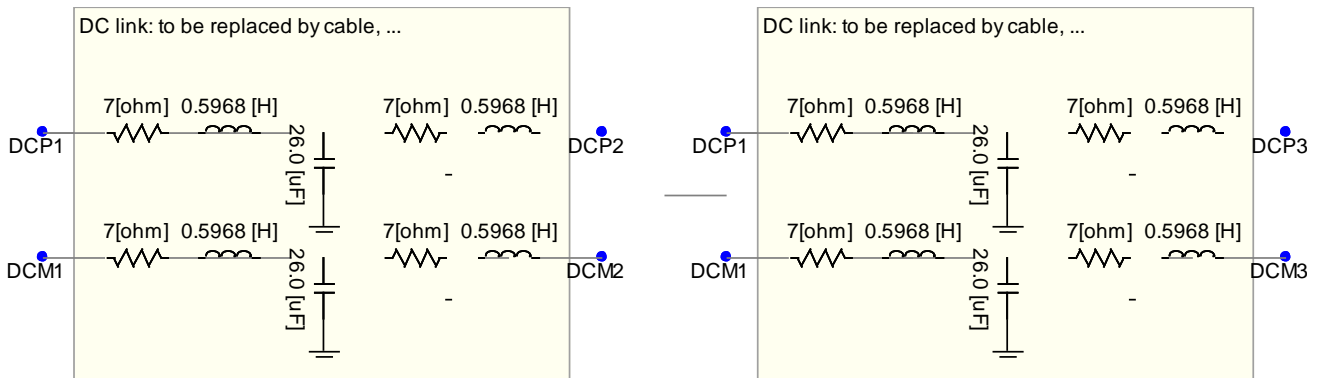 DC link: to be replaced by cable, ...
7[ohm] 0.5968 [H] 7[ohm] 0.5968 [H]
DCP1 26.0 [uF] DCP2
7[ohm] 0.5968 [H] 7[ohm] 0.5968 [H]
DCM1 26.0 [uF] DCM2
DC link: to be replaced by cable, ...
7[ohm] 0.5968 [H] 7[ohm] 0.5968 [H]
DCP1 26.0 [uF] DCP3
7[ohm] 0.5968 [H] 7[ohm] 0.5968 [H]
DCM1 26.0 [uF] DCM3